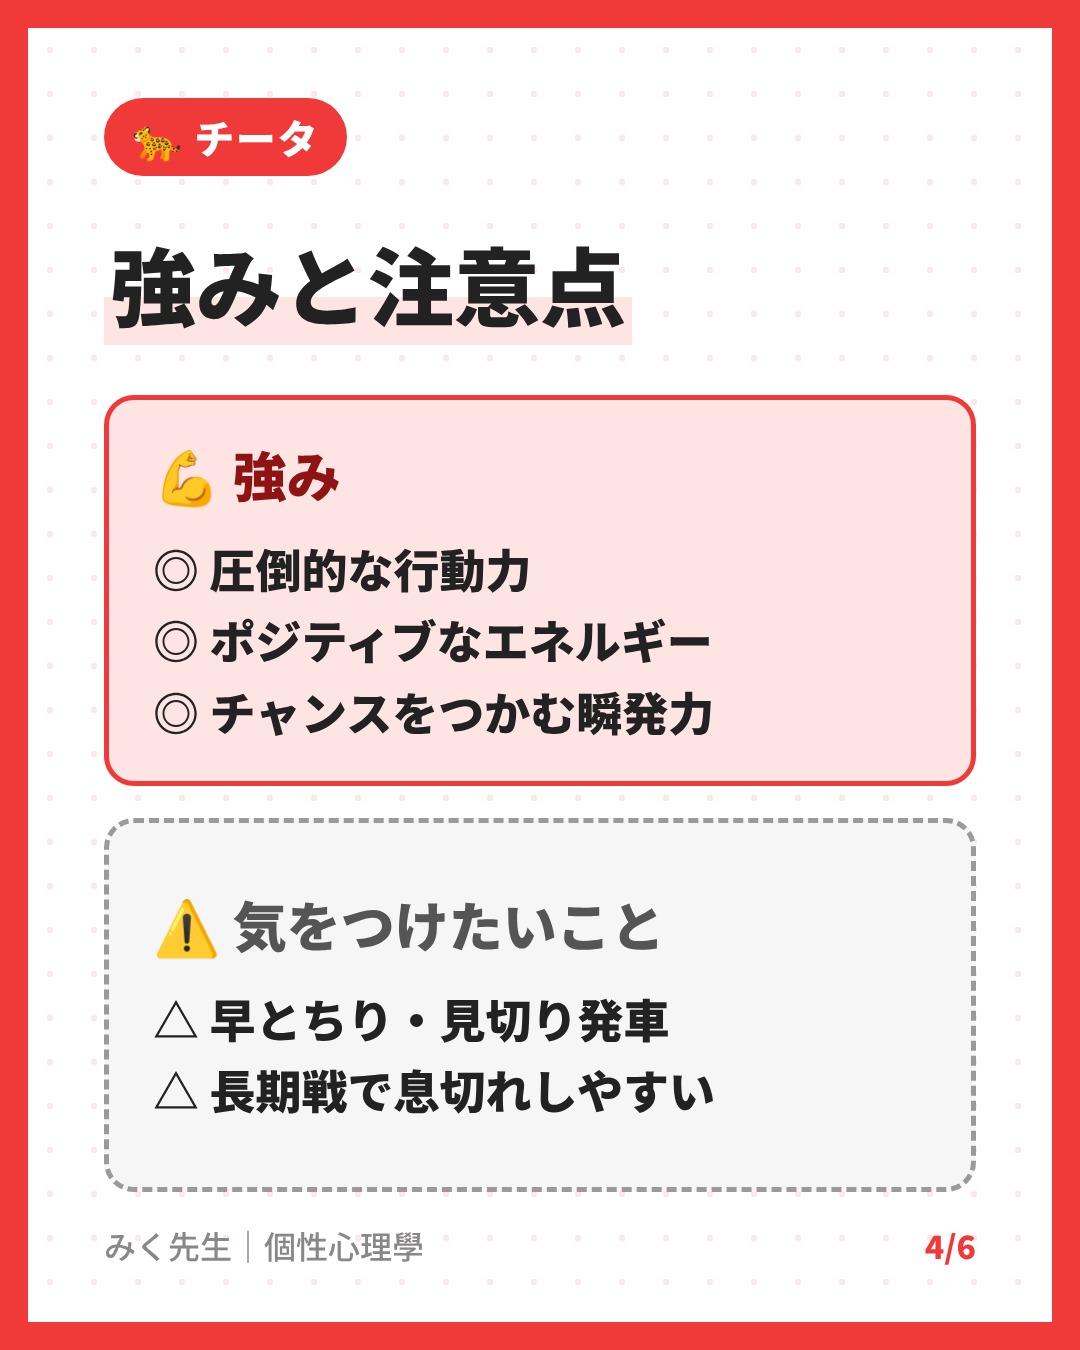 🐆 チータ
強みと注意点
💪 強み
◎ 圧倒的な行動力
◎ ポジティブなエネルギー
◎ チャンスをつかむ瞬発力
⚠️ 気をつけたいこと
△ 早とちり・見切り発車
△ 長期戦で息切れしやすい
みく先生｜個性心理學
4/6